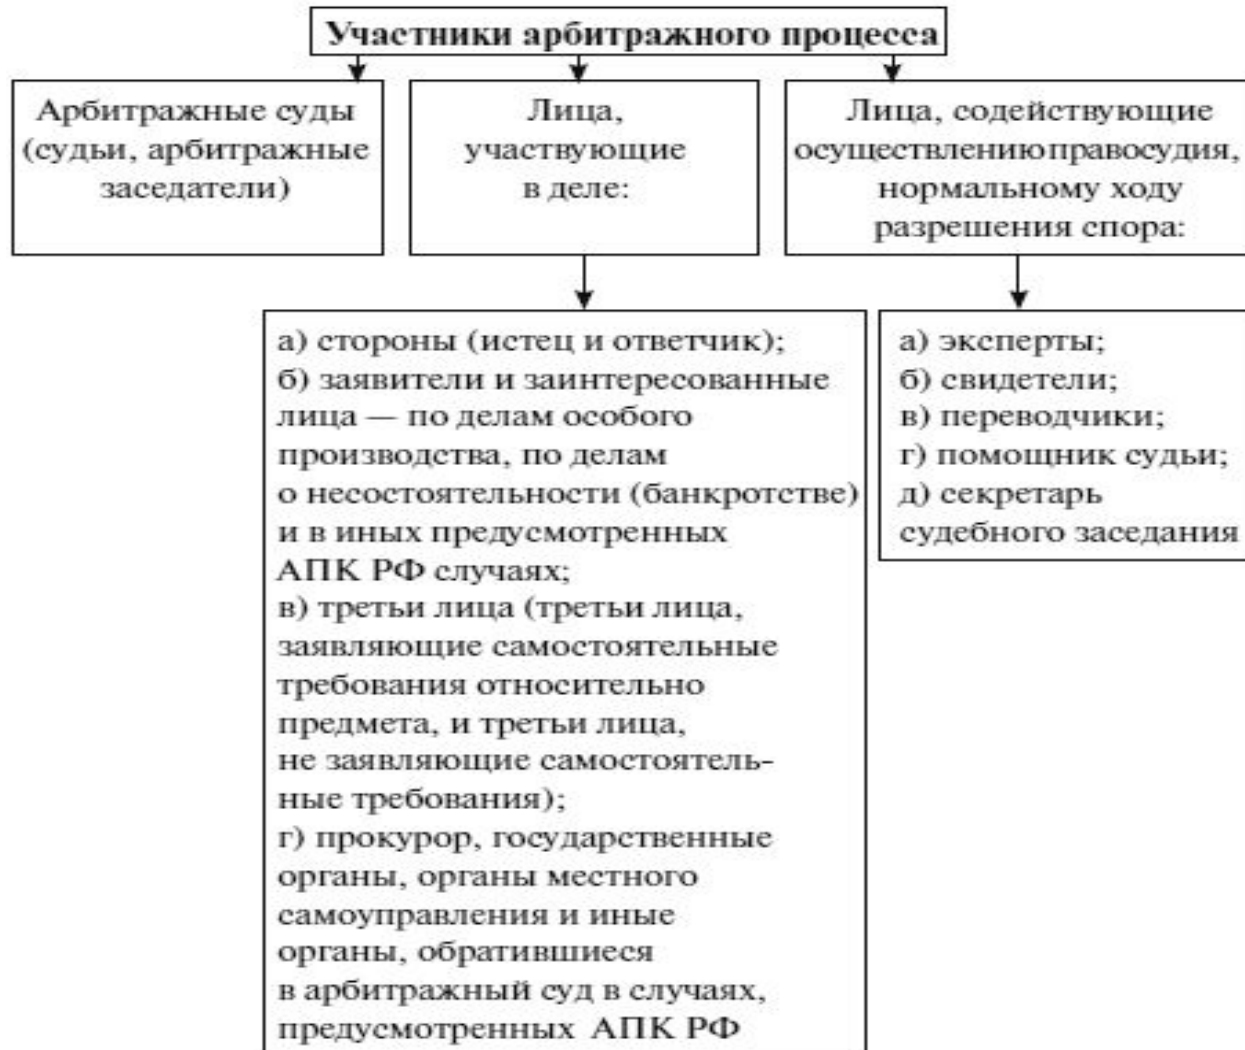 Участники арбитражного процесса
Арбитражные суды
(судьи, арбитражные
заседатели)
Лица,
участвующие
в деле:
Лица, содействующие
осуществлению правосудия,
нормальному ходу
разрешения спора:
а) стороны (истец и ответчик);
б) заявители и заинтересованные
лица — по делам особого
производства, по делам
о несостоятельности (банкротстве)
и в иных предусмотренных
АПК РФ случаях;
в) третьи лица (третьи лица,
заявляющие самостоятельные
требования относительно
предмета, и третьи лица,
не заявляющие самостоятель-
ные требования);
г) прокурор, государственные
органы, органы местного
самоуправления и иные
органы, обратившиеся
в арбитражный суд в случаях,
предусмотренных АПК РФ
а) эксперты;
б) свидетели;
в) переводчики;
г) помощник судьи;
д) секретарь
судебного заседания